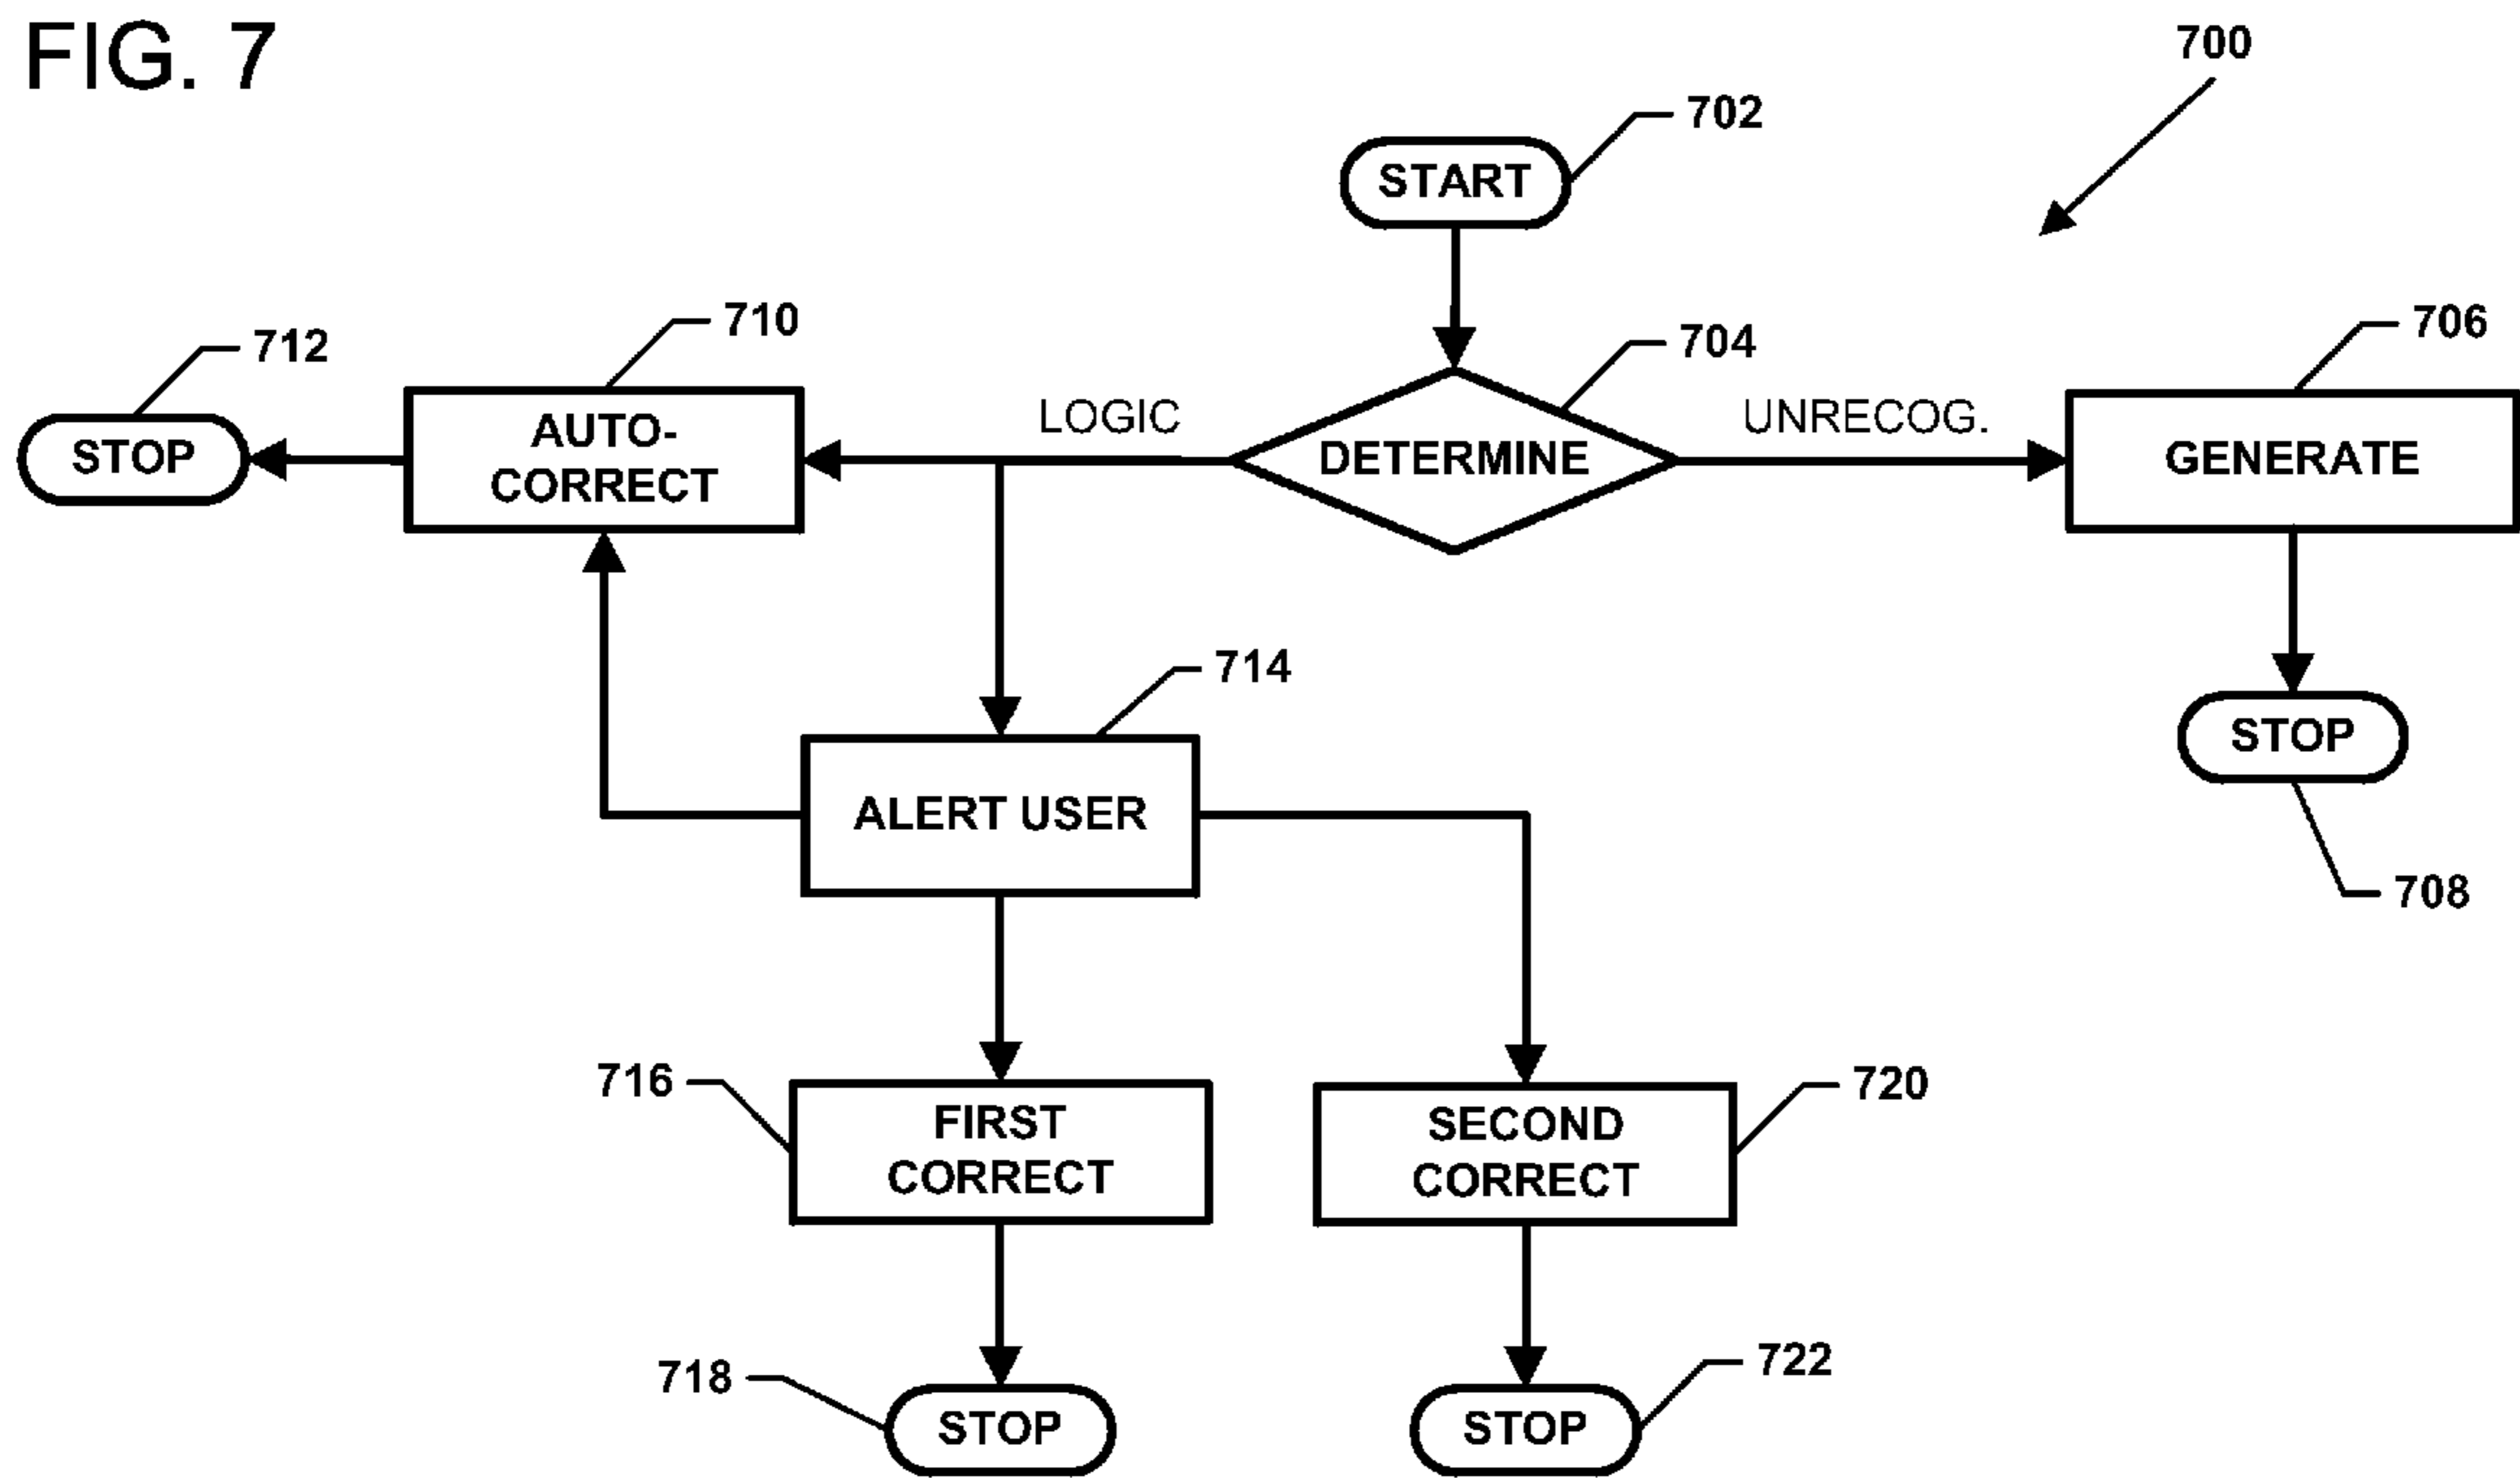 FIG. 7
700
702
START
704
DETERMINE
LOGIC
UNRECOG.
706
GENERATE
STOP
708
710
AUTO-
CORRECT
712
STOP
714
ALERT USER
716
FIRST
CORRECT
718
STOP
720
SECOND
CORRECT
722
STOP